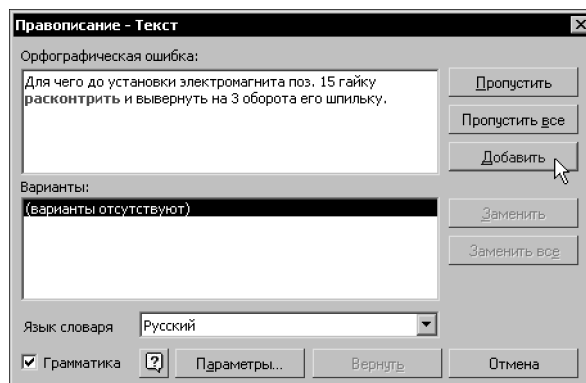 Правописание - Текст
Орфографическая ошибка:
Для чего до установки электромагнита поз. 15 гайку
расконтрить и вывернуть на 3 оборота его шпильку.
Пропустить
Пропустить все
Добавить
Варианты:
(варианты отсутствуют)
Заменить
Заменить все
Язык словаря Русский
Грамматика Параметры... Вернуть Отмена